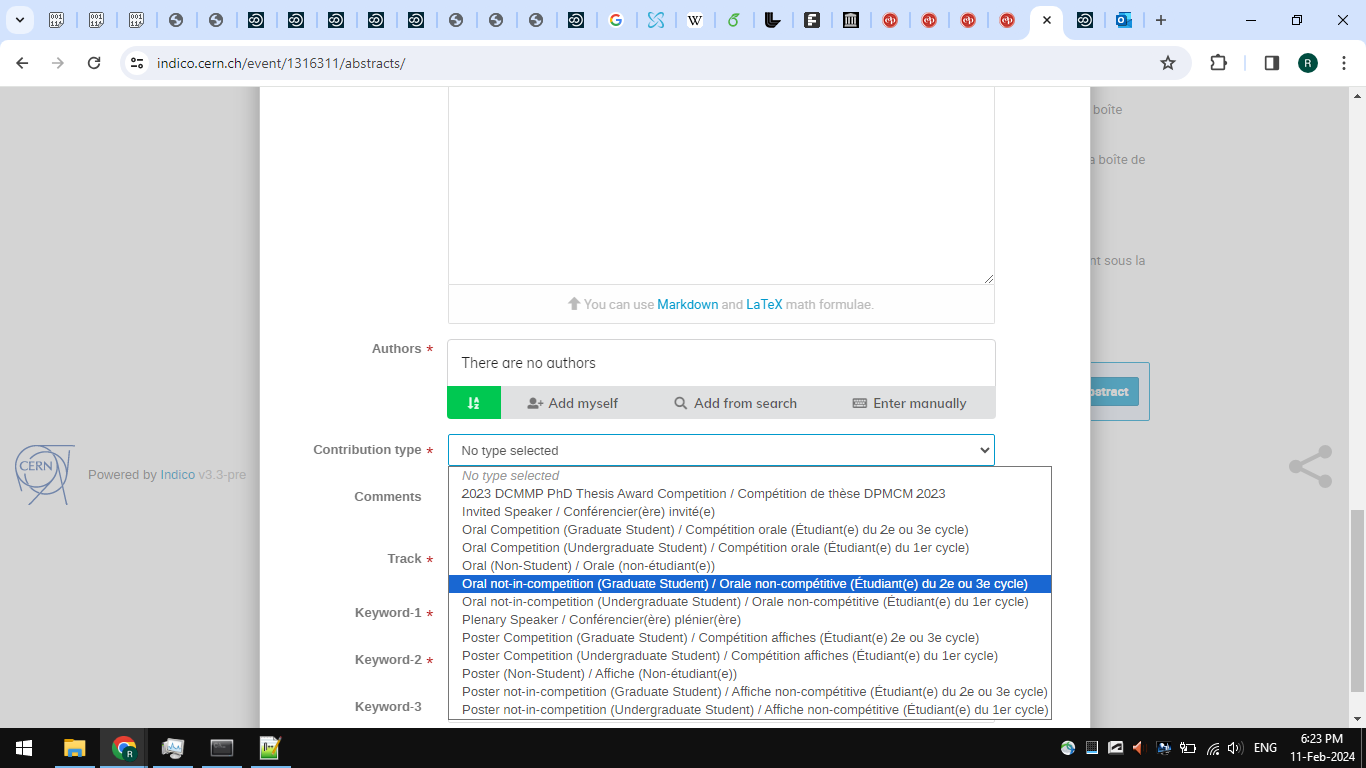 indico.cern.ch/event/1316311/abstracts/
R
boîte
a boîte de
nt sous la
You can use Markdown and LaTeX math formulae.
Authors *
There are no authors
Add myself
Add from search
Enter manually
bstract
Contribution type *
No type selected
No type selected
2023 DCMMP PhD Thesis Award Competition / Compétition de thèse DPMCM 2023
Invited Speaker / Conférencier(ère) invité(e)
Oral Competition (Graduate Student) / Compétition orale (Étudiant(e) du 2e ou 3e cycle)
Oral Competition (Undergraduate Student) / Compétition orale (Étudiant(e) du 1er cycle)
Oral (Non-Student) / Orale (non-étudiant(e))
Oral not-in-competition (Graduate Student) / Orale non-compétitive (Étudiant(e) du 2e ou 3e cycle)
Oral not-in-competition (Undergraduate Student) / Orale non-compétitive (Étudiant(e) du 1er cycle)
Plenary Speaker / Conférencier(ère) plénier(ère)
Poster Competition (Graduate Student) / Compétition affiches (Étudiant(e) 2e ou 3e cycle)
Poster Competition (Undergraduate Student) / Compétition affiches (Étudiant(e) du 1er cycle)
Poster (Non-Student) / Affiche (Non-étudiant(e))
Poster not-in-competition (Graduate Student) / Affiche non-compétitive (Étudiant(e) du 2e ou 3e cycle)
Poster not-in-competition (Undergraduate Student) / Affiche non-compétitive (Étudiant(e) du 1er cycle)
Comments
Track *
Keyword-1 *
Keyword-2 *
Keyword-3
CERN
Powered by Indico v3.3-pre
ENG
6:23 PM
11-Feb-2024